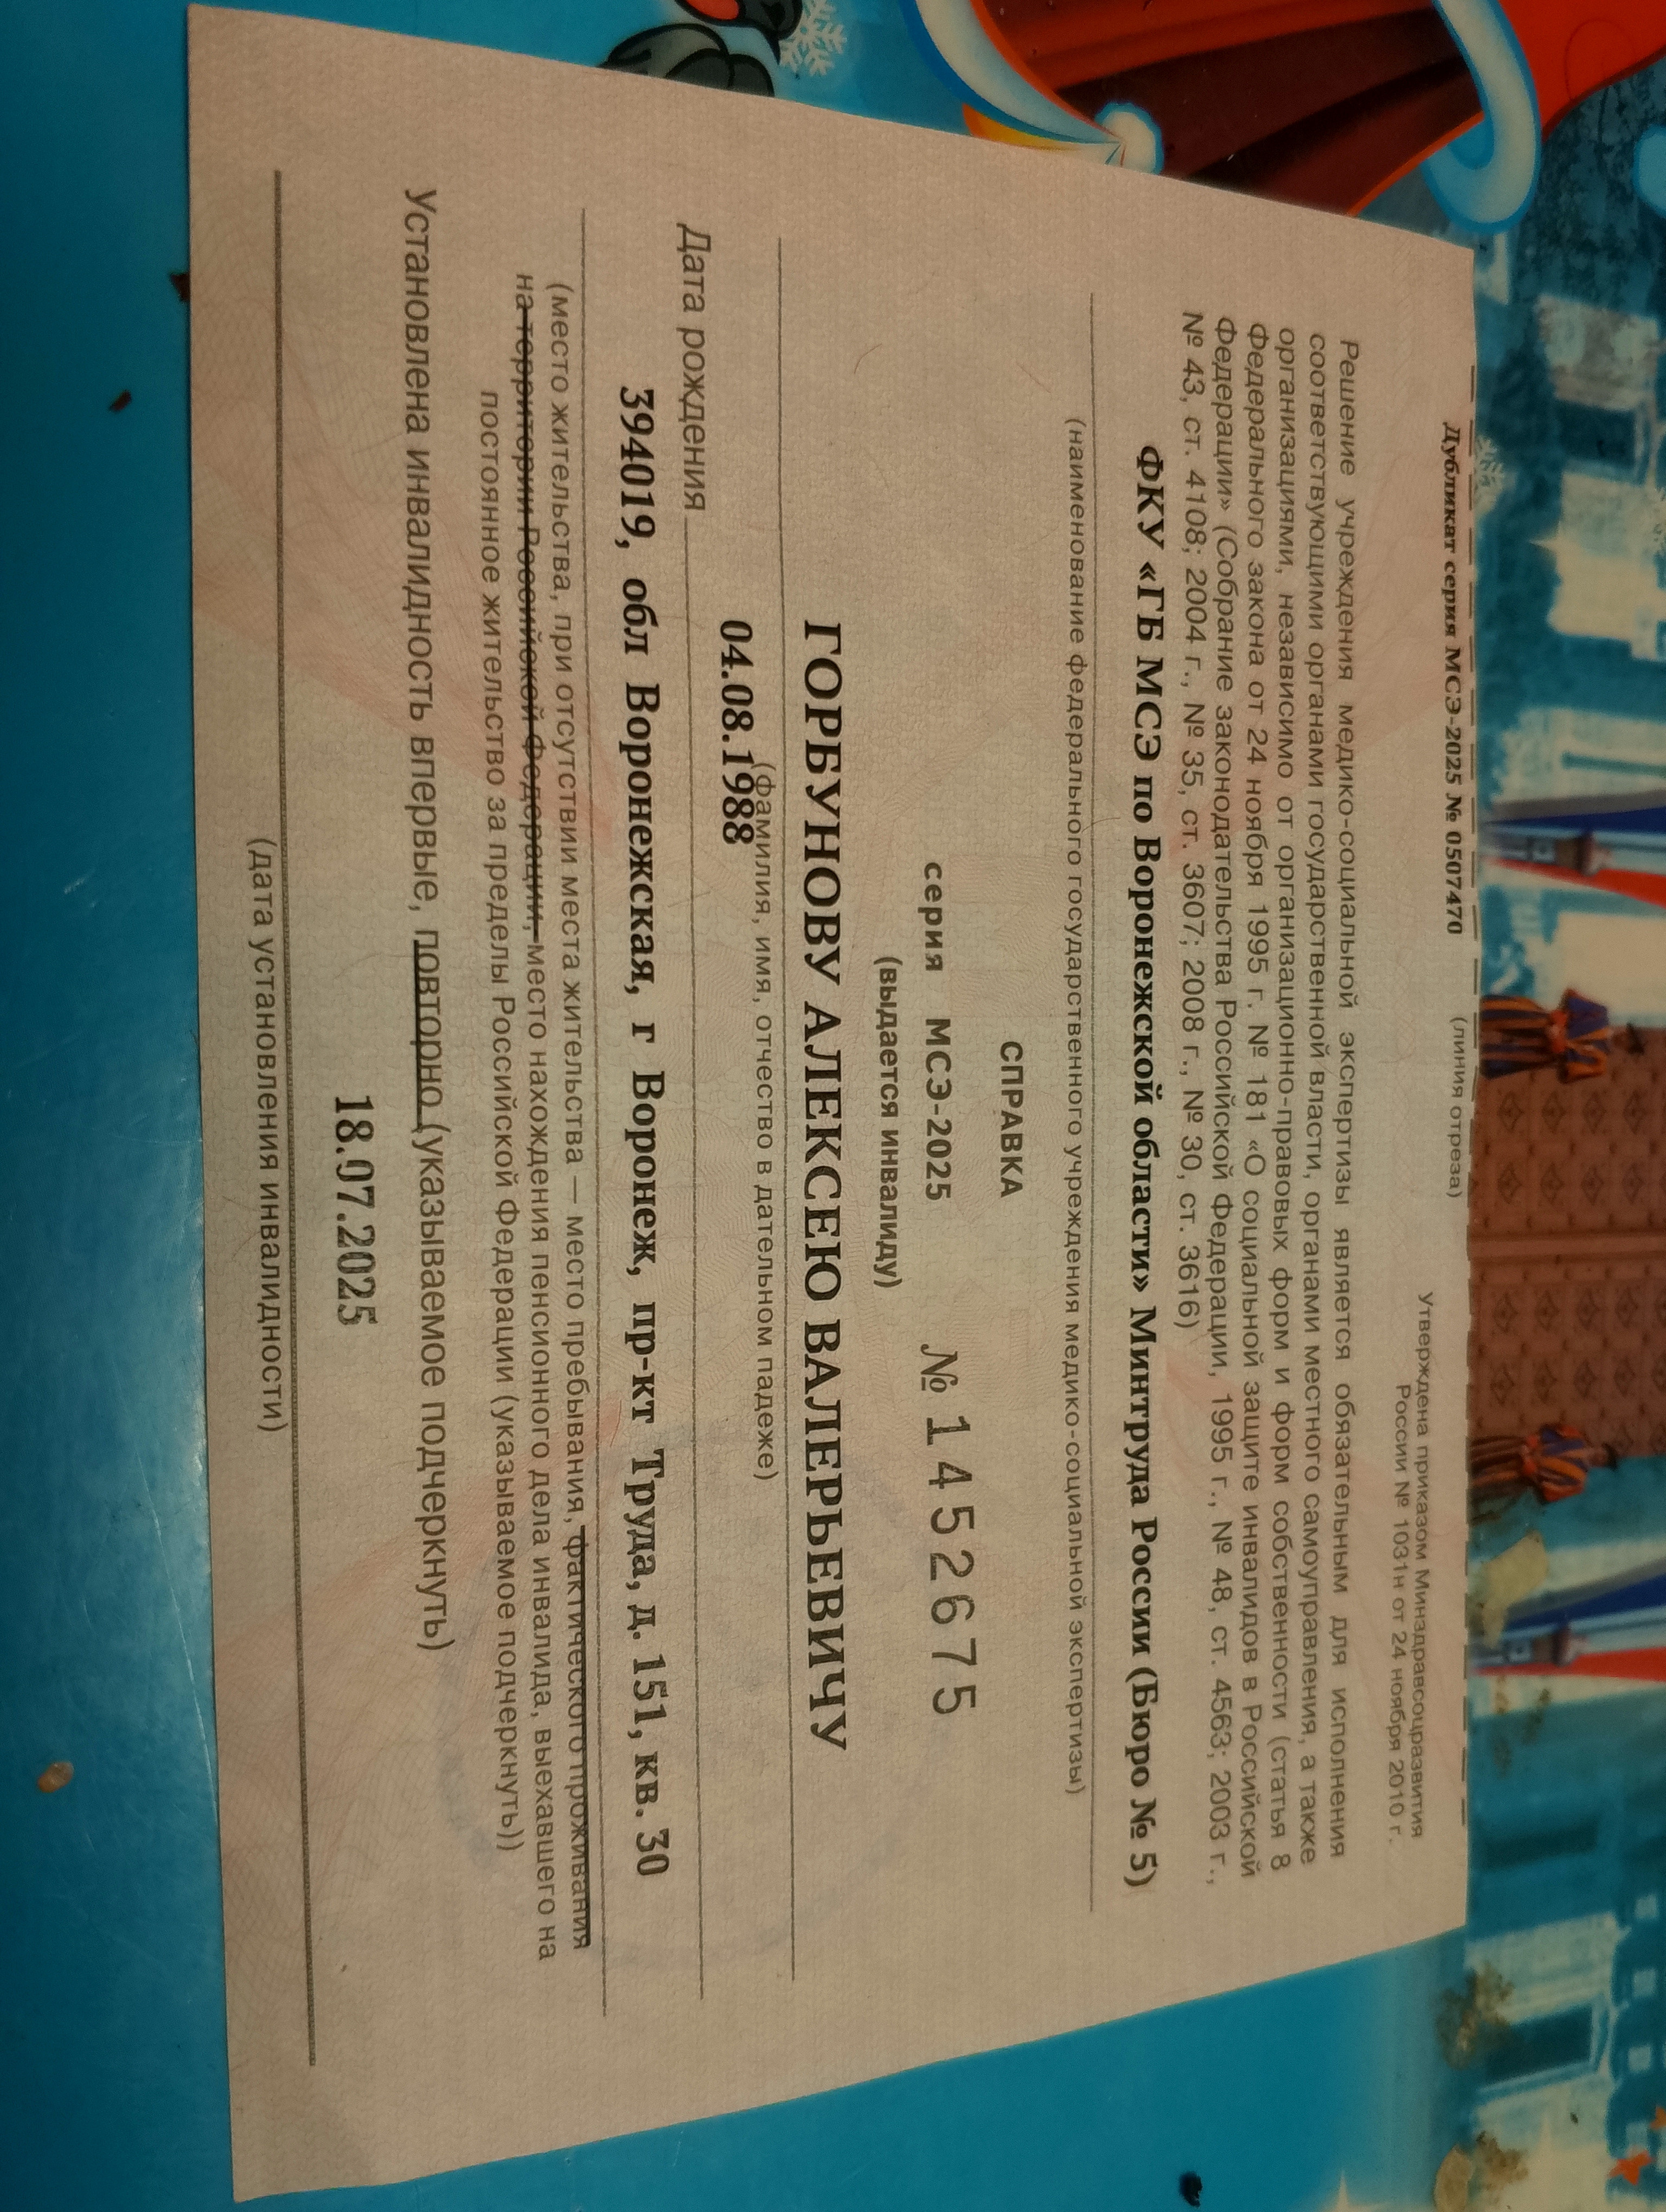 Дубликат серия МСЭ-2025 № 0507470 (линия отреза)
Утверждена приказом Минздравсоцразвития
России № 1031н от 24 ноября 2010 г.
Решение учреждения медико-социальной экспертизы является обязательным для исполнения
соответствующими органами государственной власти, органами местного самоуправления, а также
организациями, независимо от организационно-правовых форм и форм собственности (статья 8
Федерального закона от 24 ноября 1995 г. № 181 «О социальной защите инвалидов в Российской
Федерации» (Собрание законодательства Российской Федерации, 1995 г., № 48, ст. 4563; 2003 г.,
№ 43, ст. 4108; 2004 г., № 35, ст. 3607; 2008 г., № 30, ст. 3616)
ФКУ «ГБ МСЭ по Воронежской области» Минтруда России (Бюро № 5)
(наименование федерального государственного учреждения медико-социальной экспертизы)
СПРАВКА
серия МСЭ-2025 № 1452675
(выдается инвалиду)
ГОРБУНОВУ АЛЕКСЕЮ ВАЛЕРЬЕВИЧУ
(фамилия, имя, отчество в дательном падеже)
04.08.1988
Дата рождения
394019, обл Воронежская, г Воронеж, пр-кт Труда, д. 151, кв. 30
(место жительства, при отсутствии места жительства — место пребывания, фактического проживания
на территории Российской Федерации, место нахождения пенсионного дела инвалида, выехавшего на
постоянное жительство за пределы Российской Федерации (указываемое подчеркнуть))
Установлена инвалидность впервые, повторно (указываемое подчеркнуть)
18.07.2025
(дата установления инвалидности)